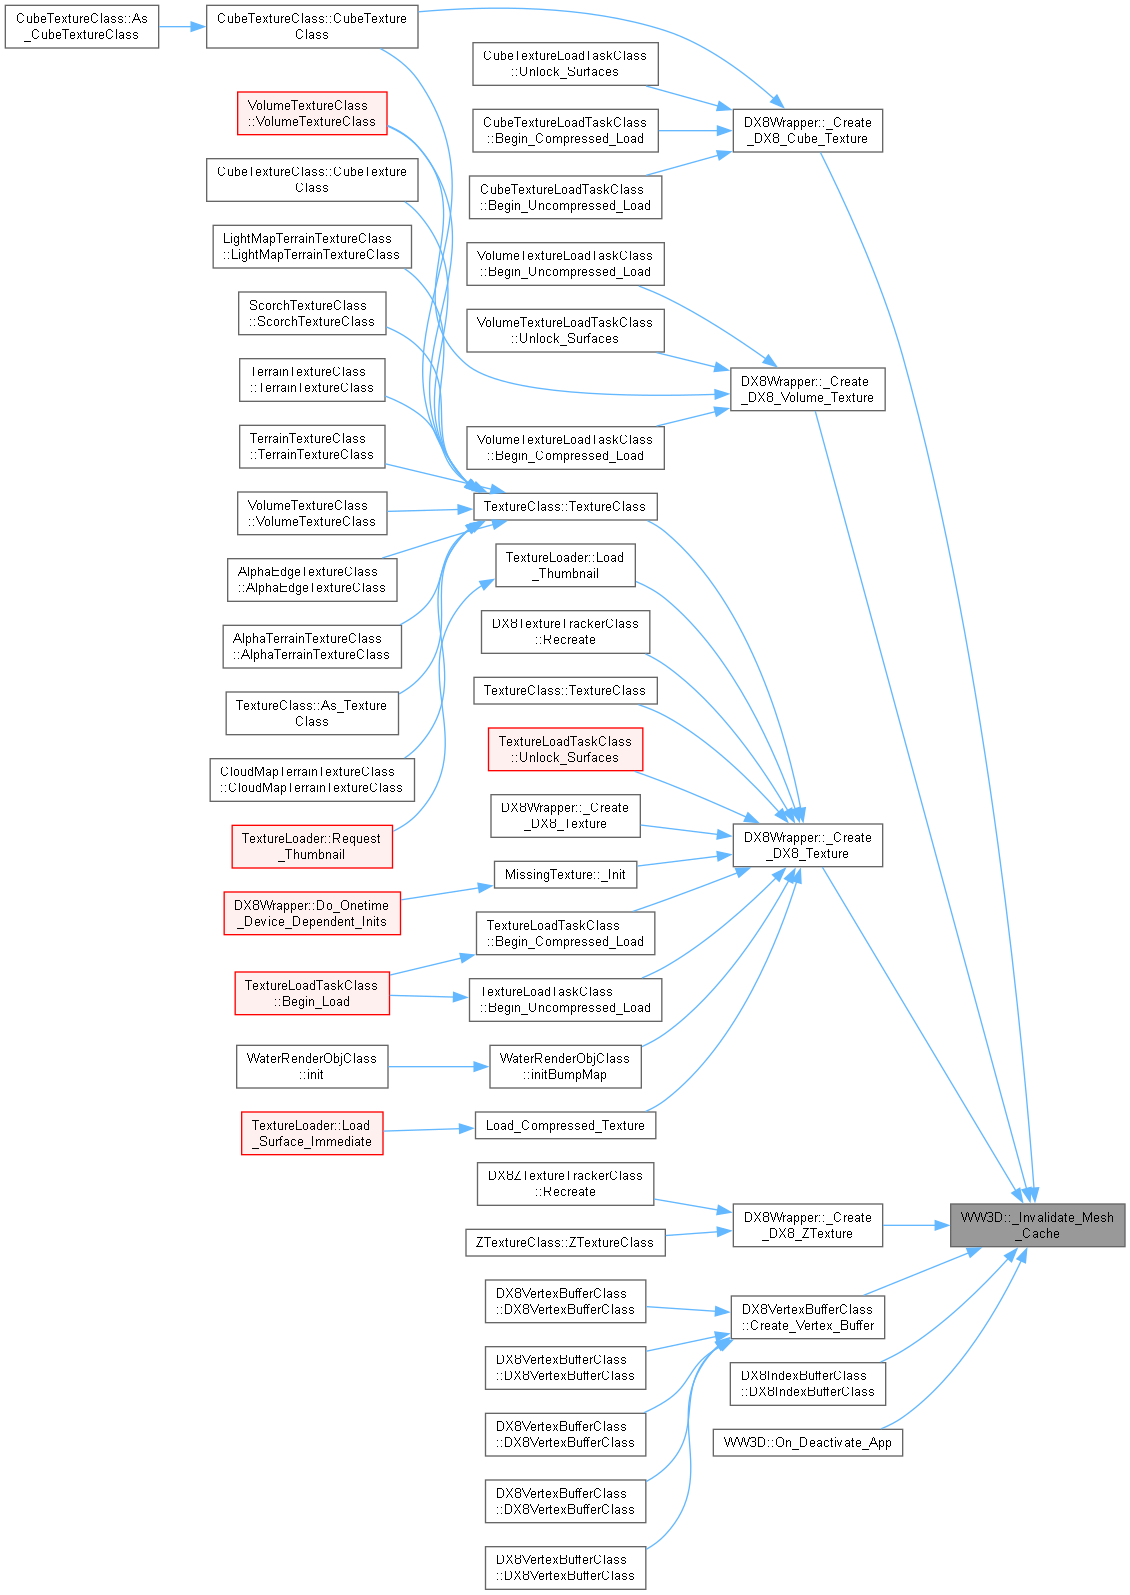 CubeTextureClass::As
_CubeTextureClass
CubeTextureClass::CubeTexture
Class
VolumeTextureClass
::VolumeTextureClass
CubeTextureClass::CubeTexture
Class
LightMapTerrainTextureClass
::LightMapTerrainTextureClass
ScorchTextureClass
::ScorchTextureClass
TerrainTextureClass
::TerrainTextureClass
TerrainTextureClass
::TerrainTextureClass
VolumeTextureClass
::VolumeTextureClass
AlphaEdgeTextureClass
::AlphaEdgeTextureClass
AlphaTerrainTextureClass
::AlphaTerrainTextureClass
TextureClass::As_Texture
Class
CloudMapTerrainTextureClass
::CloudMapTerrainTextureClass
TextureLoader::Request
_Thumbnail
DX8Wrapper::Do_Onetime
_Device_Dependent_Inits
TextureLoadTaskClass
::Begin_Load
WaterRenderObjClass
::init
TextureLoader::Load
_Surface_Immediate
CubeTextureLoadTaskClass
::Unlock_Surfaces
CubeTextureLoadTaskClass
::Begin_Compressed_Load
CubeTextureLoadTaskClass
::Begin_Uncompressed_Load
VolumeTextureLoadTaskClass
::Begin_Uncompressed_Load
VolumeTextureLoadTaskClass
::Unlock_Surfaces
VolumeTextureLoadTaskClass
::Begin_Compressed_Load
TextureClass::TextureClass
TextureLoader::Load
_Thumbnail
DX8TextureTrackerClass
::Recreate
TextureClass::TextureClass
TextureLoadTaskClass
::Unlock_Surfaces
DX8Wrapper::_Create
_DX8_Texture
MissingTexture::_Init
TextureLoadTaskClass
::Begin_Compressed_Load
TextureLoadTaskClass
::Begin_Uncompressed_Load
WaterRenderObjClass
::initBumpMap
Load_Compressed_Texture
DX8ZTextureTrackerClass
::Recreate
ZTextureClass::ZTextureClass
DX8VertexBufferClass
::DX8VertexBufferClass
DX8VertexBufferClass
::DX8VertexBufferClass
DX8VertexBufferClass
::DX8VertexBufferClass
DX8VertexBufferClass
::DX8VertexBufferClass
DX8VertexBufferClass
::DX8VertexBufferClass
DX8Wrapper::_Create
_DX8_Cube_Texture
DX8Wrapper::_Create
_DX8_Volume_Texture
DX8Wrapper::_Create
_DX8_Texture
DX8Wrapper::_Create
_DX8_ZTexture
DX8VertexBufferClass
::Create_Vertex_Buffer
DX8IndexBufferClass
::DX8IndexBufferClass
WW3D::On_Deactivate_App
WW3D::_Invalidate_Mesh
_Cache